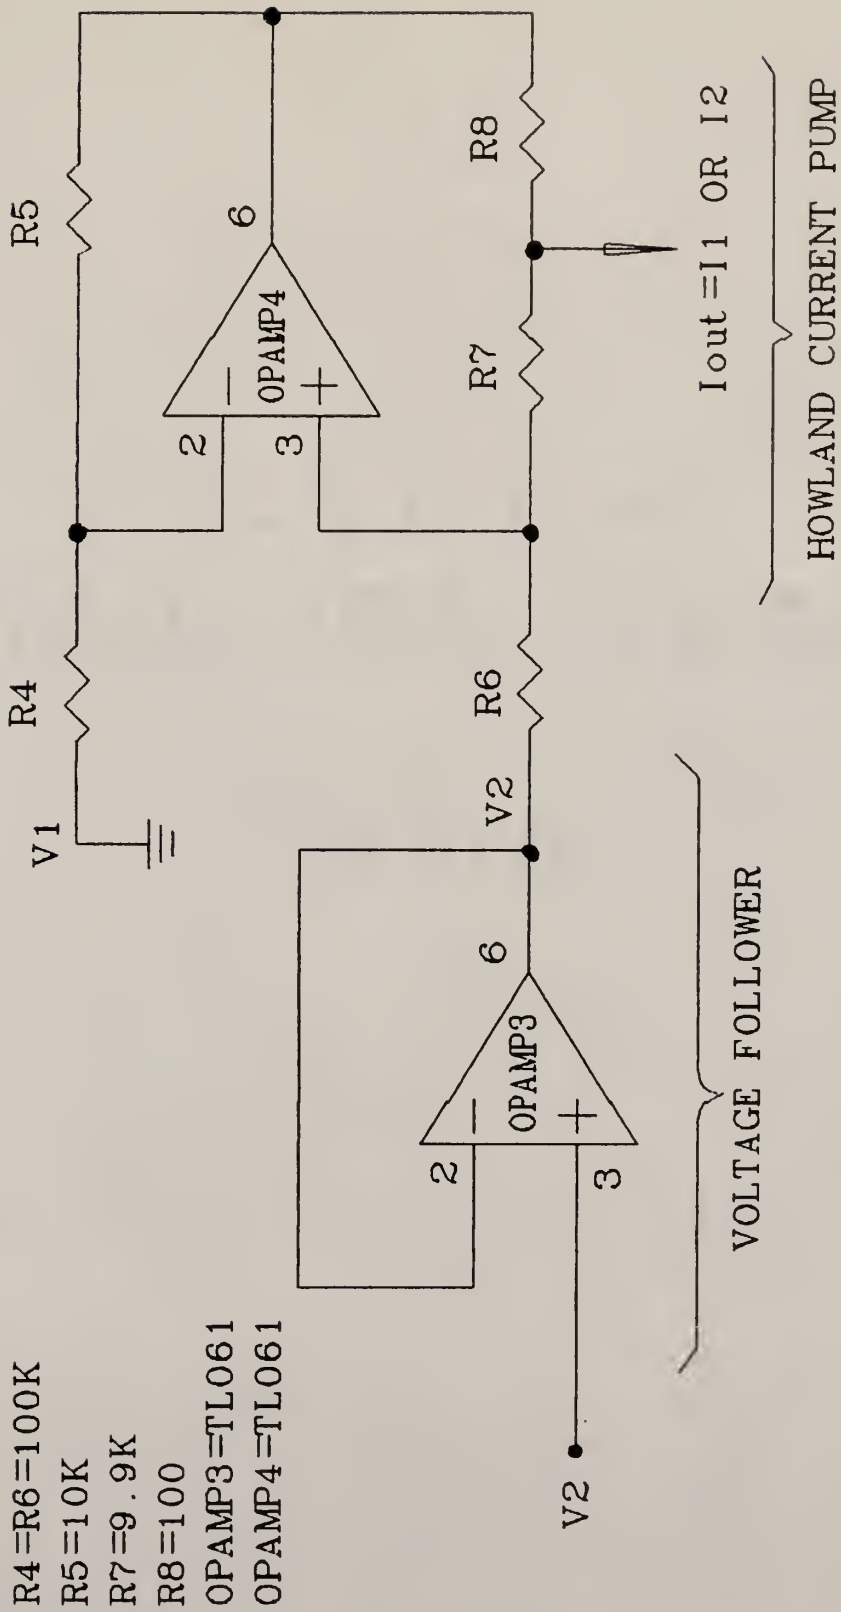 R4=R6=100K
R5=10K
R7=9.9K
R8=100
OPAMP3=TL061
OPAMP4=TL061
V1
R4
R5
2
3
OPAMP4
6
V2
2
3
OPAMP3
6
V2
R6
R7
R8
Iout=I1 OR I2
VOLTAGE FOLLOWER
HOWLAND CURRENT PUMP